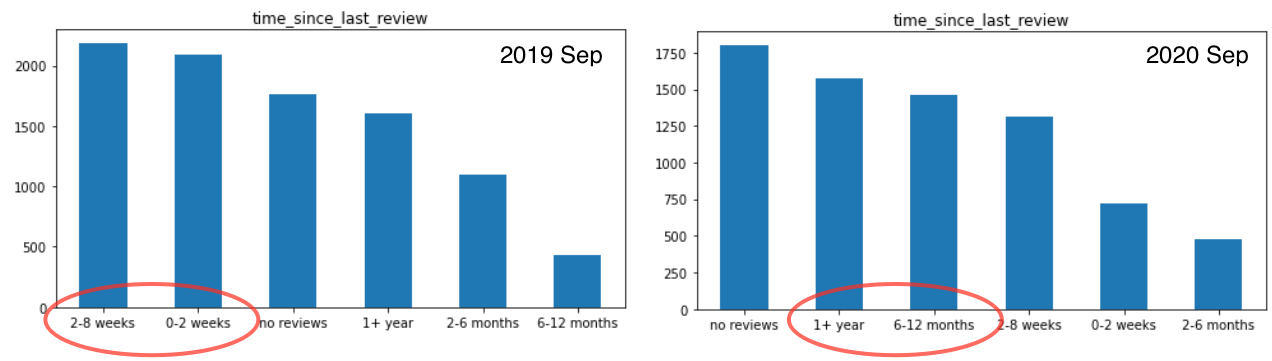 time_since_last_review
2019 Sep
2000
1500
1000
500
0
2-8 weeks 0-2 weeks no reviews 1+ year 2-6 months 6-12 months
time_since_last_review
2020 Sep
1750
1500
1250
1000
750
500
250
0
no reviews 1+ year 6-12 months 2-8 weeks 0-2 weeks 2-6 months